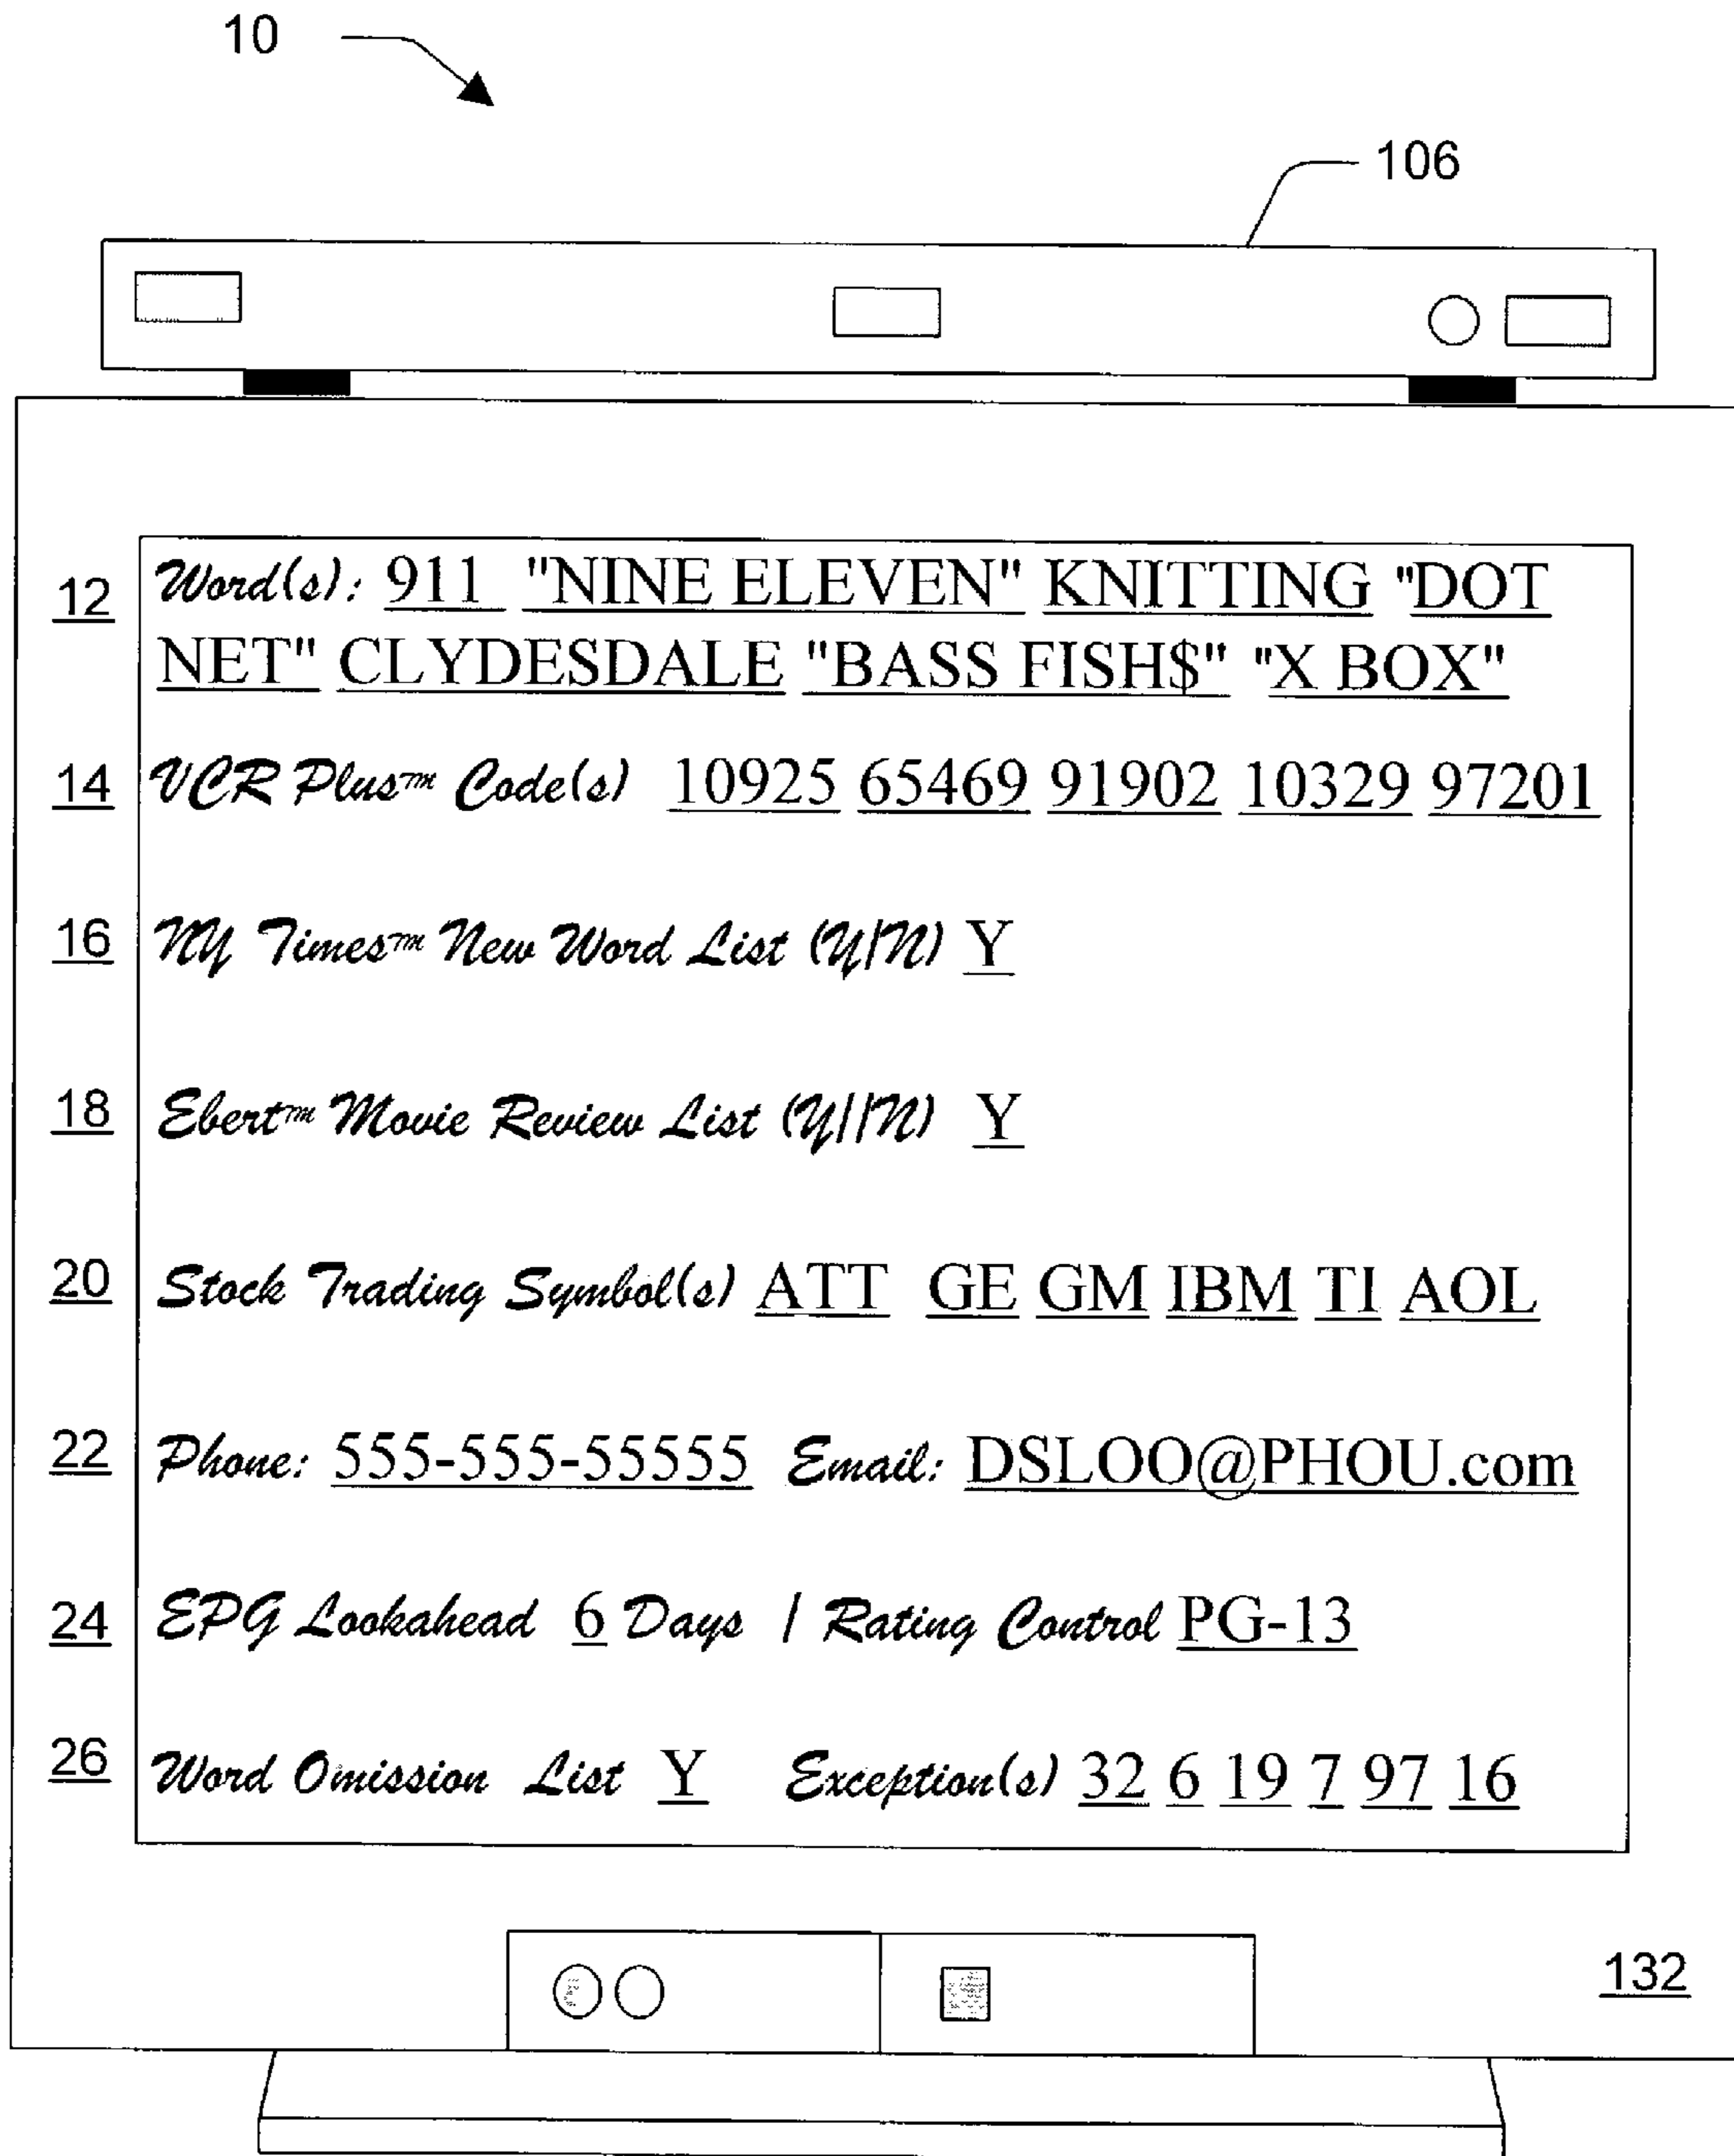 10
106
12 Word(s): 911 "NINE ELEVEN" KNITTING "DOT
NET" CLYDESDALE "BASS FISH$" "X BOX"
14 VCR Plus™ Code(s) 10925 65469 91902 10329 97201
16 NY Times™ New Word List (Y/N) Y
18 Ebert™ Movie Review List (Y//N) Y
20 Stock Trading Symbol(s) ATT GE GM IBM TI AOL
22 Phone: 555-555-55555 Email: DSLOO@PHOU.com
24 EPG Lookahead 6 Days / Rating Control PG-13
26 Word Omission List Y Exception(s) 32 6 19 7 97 16
132